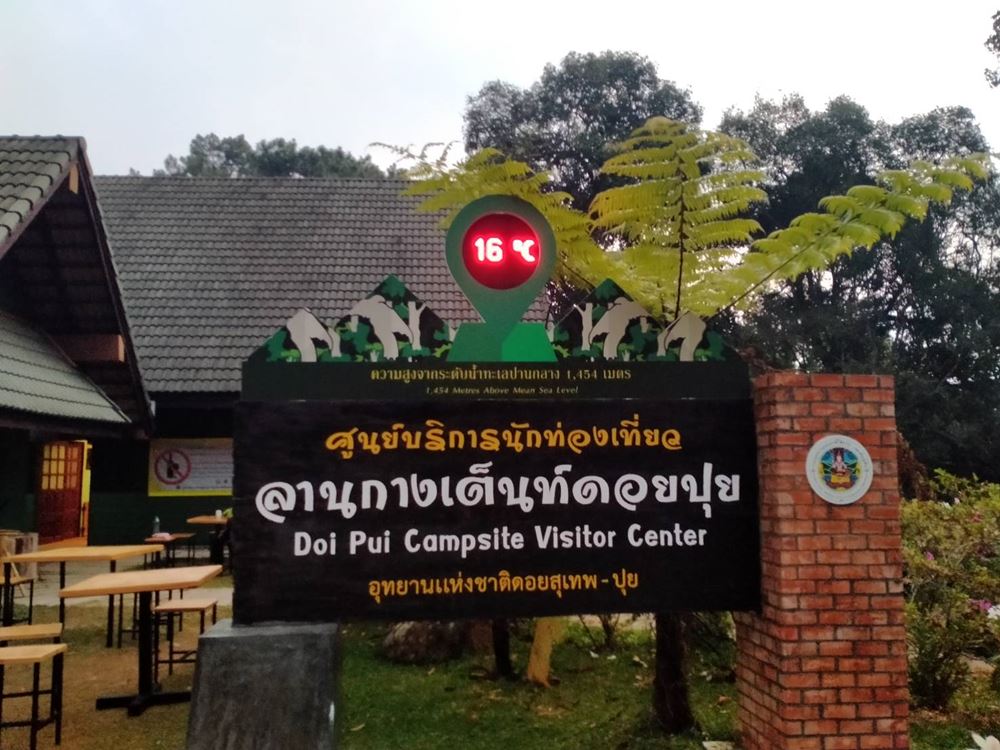 16 °C
ความสูงจากระดับน้ำทะเลปานกลาง 1,454 เมตร
1,454 Metres Above Mean Sea Level
ศูนย์บริการนักท่องเที่ยว
ลานกางเต็นท์ดอยปุย
Doi Pui Campsite Visitor Center
อุทยานแห่งชาติดอยสุเทพ - ปุย